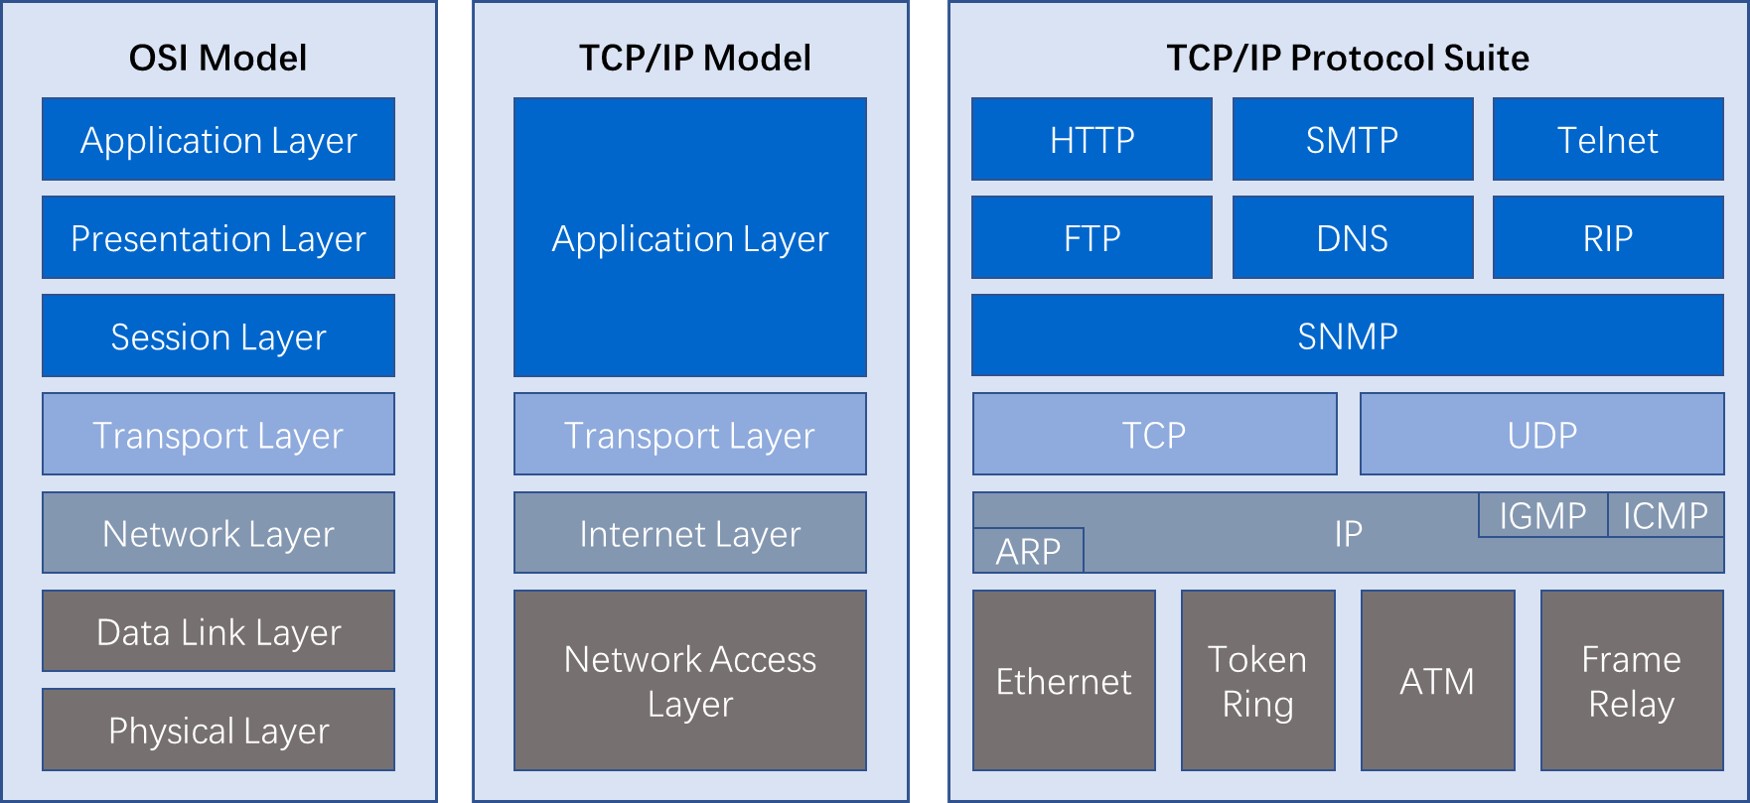 OSI Model
Application Layer
Presentation Layer
Session Layer
Transport Layer
Network Layer
Data Link Layer
Physical Layer
TCP/IP Model
Application Layer
Transport Layer
Internet Layer
Network Access
Layer
TCP/IP Protocol Suite
HTTP
SMTP
Telnet
FTP
DNS
RIP
SNMP
TCP
UDP
ARP
IP
IGMP
ICMP
Ethernet
Token
Ring
ATM
Frame
Relay